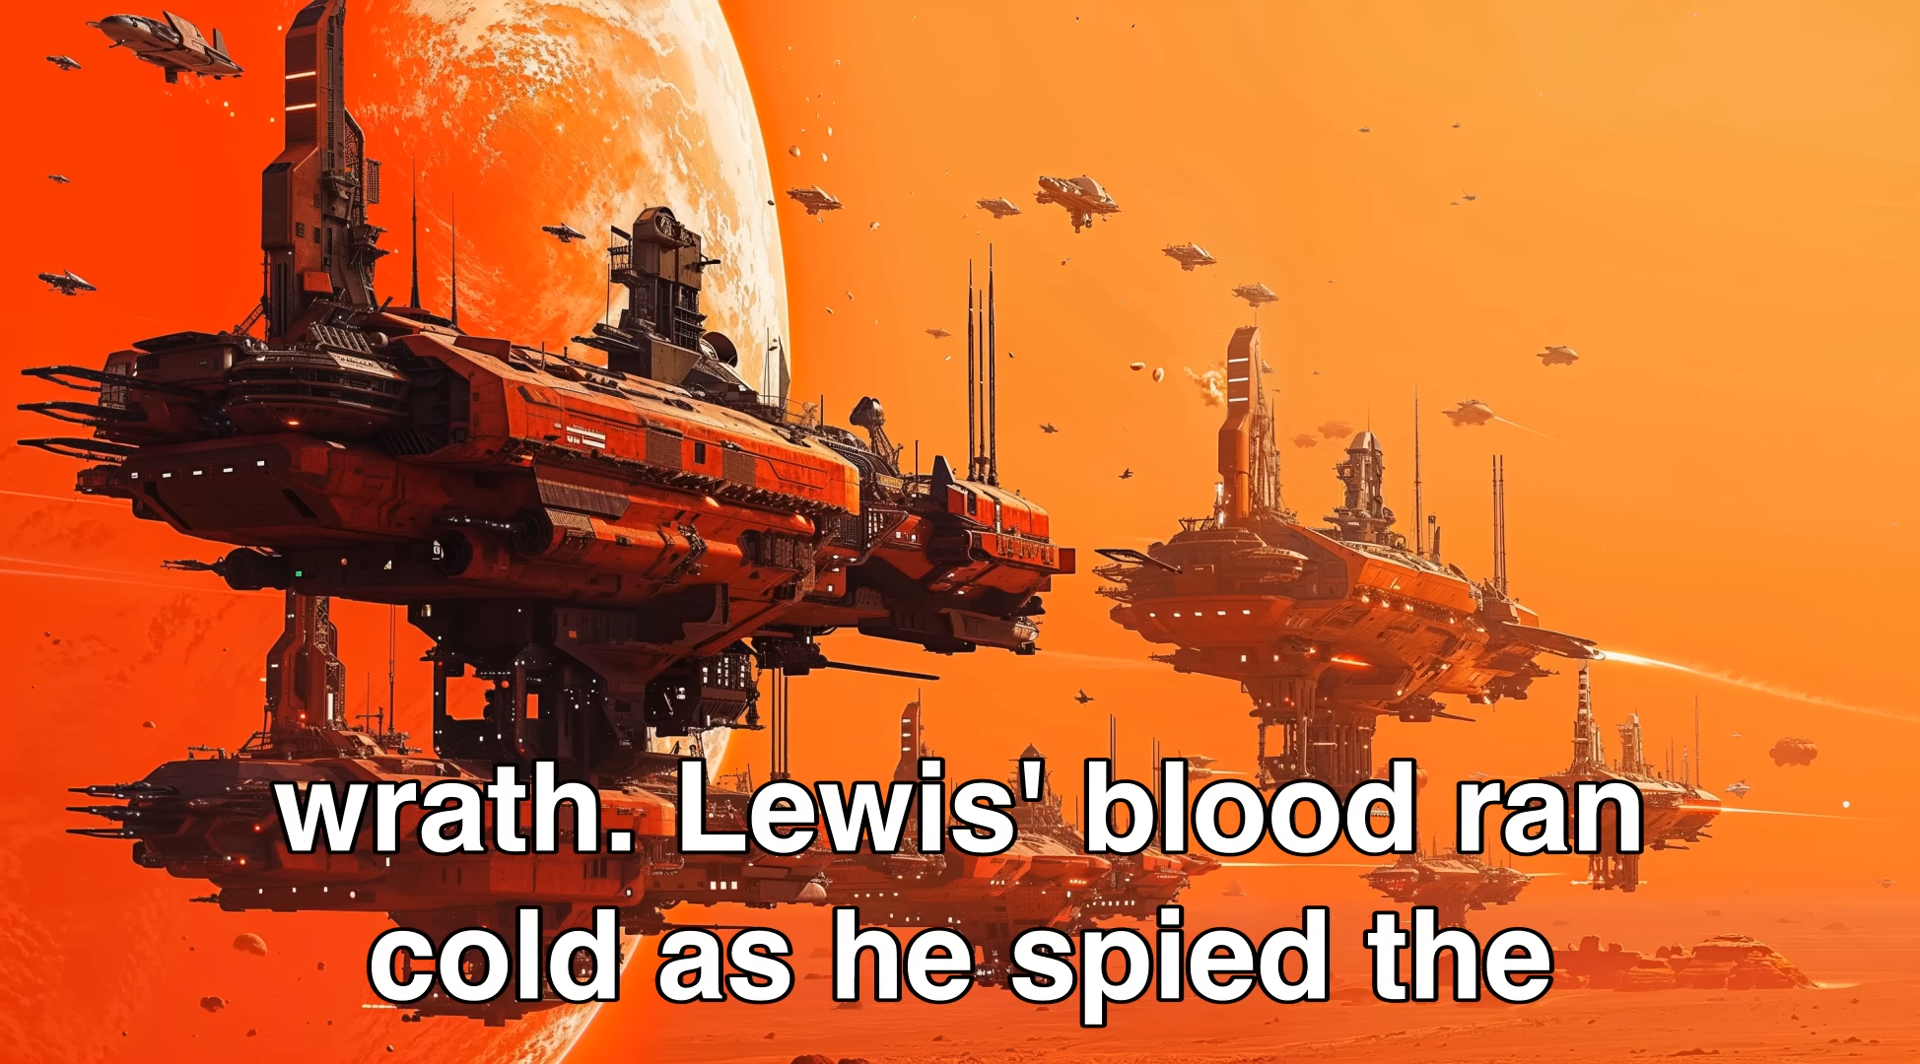 wrath. Lewis' blood ran
cold as he spied the